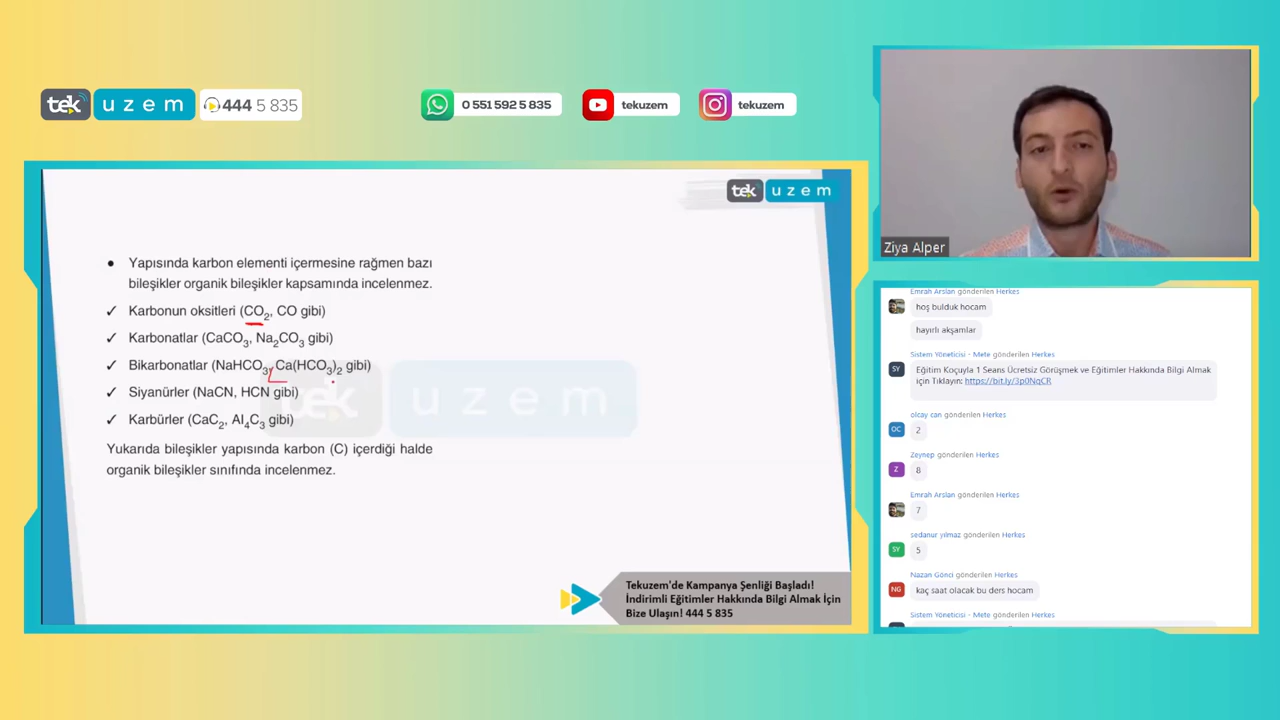 tek uzem 444 5 835
0 551 592 5 835
tekuzem
tekuzem
tek uzem
• Yapısında karbon elementi içermesine rağmen bazı
bileşikler organik bileşikler kapsamında incelenmez.
✓ Karbonun oksitleri (CO₂, CO gibi)
✓ Karbonatlar (CaCO₃, Na₂CO₃ gibi)
✓ Bikarbonatlar (NaHCO₃, Ca(HCO₃)₂ gibi)
✓ Siyanürler (NaCN, HCN gibi)
✓ Karbürler (CaC₂, Al₄C₃ gibi)
Yukarıda bileşikler yapısında karbon (C) içerdiği halde
organik bileşikler sınıfında incelenmez.
tek uzem
Tekuzem'de Kampanya Şenliği Başladı!
İndirimli Eğitimler Hakkında Bilgi Almak İçin
Bize Ulaşın! 444 5 835
Ziya Alper
Emrah Arslan gönderilen Herkes
hoş bulduk hocam
hayırlı akşamlar
Sistem Yöneticisi - Mete gönderilen Herkes
SY
Eğitim Koçuyla 1 Seans Ücretsiz Görüşmek ve Eğitimler Hakkında Bilgi Almak
için Tıklayın: https://bit.ly/3p0NqCR
olcay can gönderilen Herkes
OC 2
Zeynep gönderilen Herkes
Z 8
Emrah Arslan gönderilen Herkes
7
sedanur yılmaz gönderilen Herkes
SY 5
Nazan Gönci gönderilen Herkes
NG kaç saat olacak bu ders hocam
Sistem Yöneticisi - Mete gönderilen Herkes